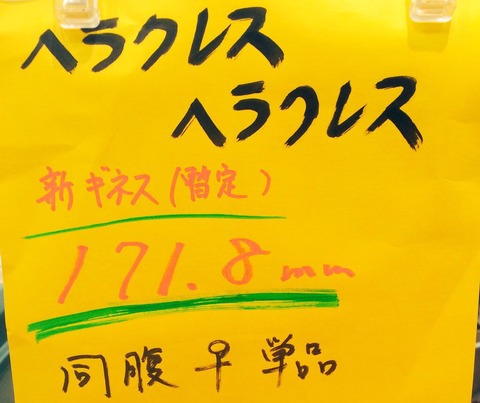 ヘラクレス
ヘラクレス
新ギネス(暫定)
171.8mm
同腹 ♀ 単品